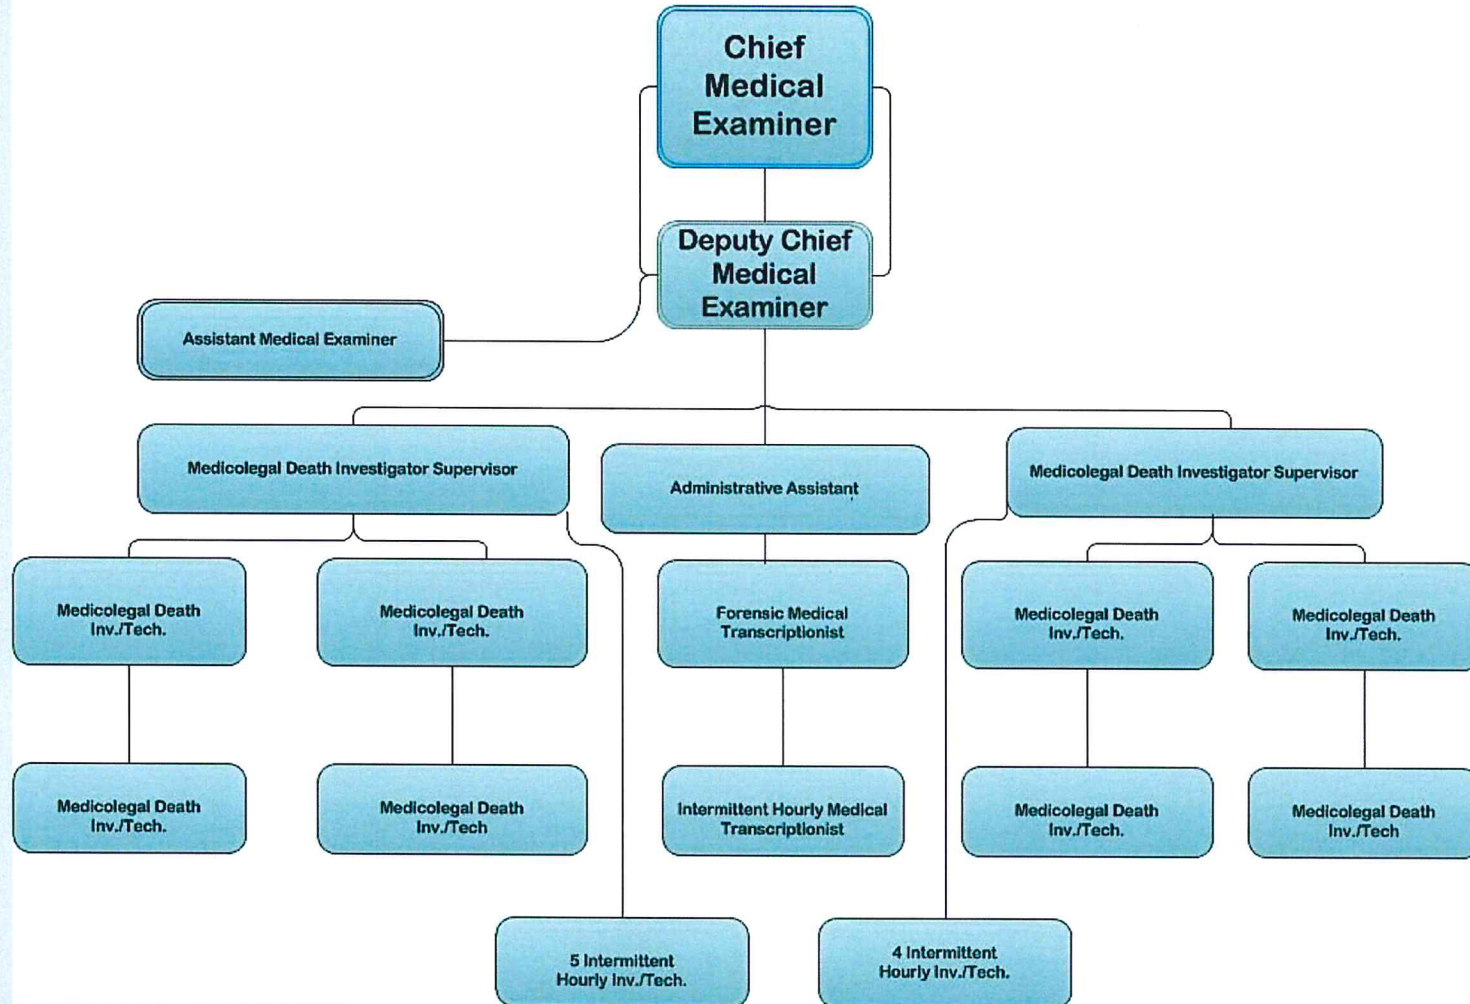 Chief
Medical
Examiner
Deputy Chief
Medical
Examiner
Assistant Medical Examiner
Medicolegal Death Investigator Supervisor
Administrative Assistant
Medicolegal Death Investigator Supervisor
Medicolegal Death
Inv./Tech.
Medicolegal Death
Inv./Tech.
Forensic Medical
Transcriptionist
Medicolegal Death
Inv./Tech.
Medicolegal Death
Inv./Tech.
Medicolegal Death
Inv./Tech.
Medicolegal Death
Inv./Tech
Intermittent Hourly Medical
Transcriptionist
Medicolegal Death
Inv./Tech.
Medicolegal Death
Inv./Tech
5 Intermittent
Hourly Inv./Tech.
4 Intermittent
Hourly Inv./Tech.